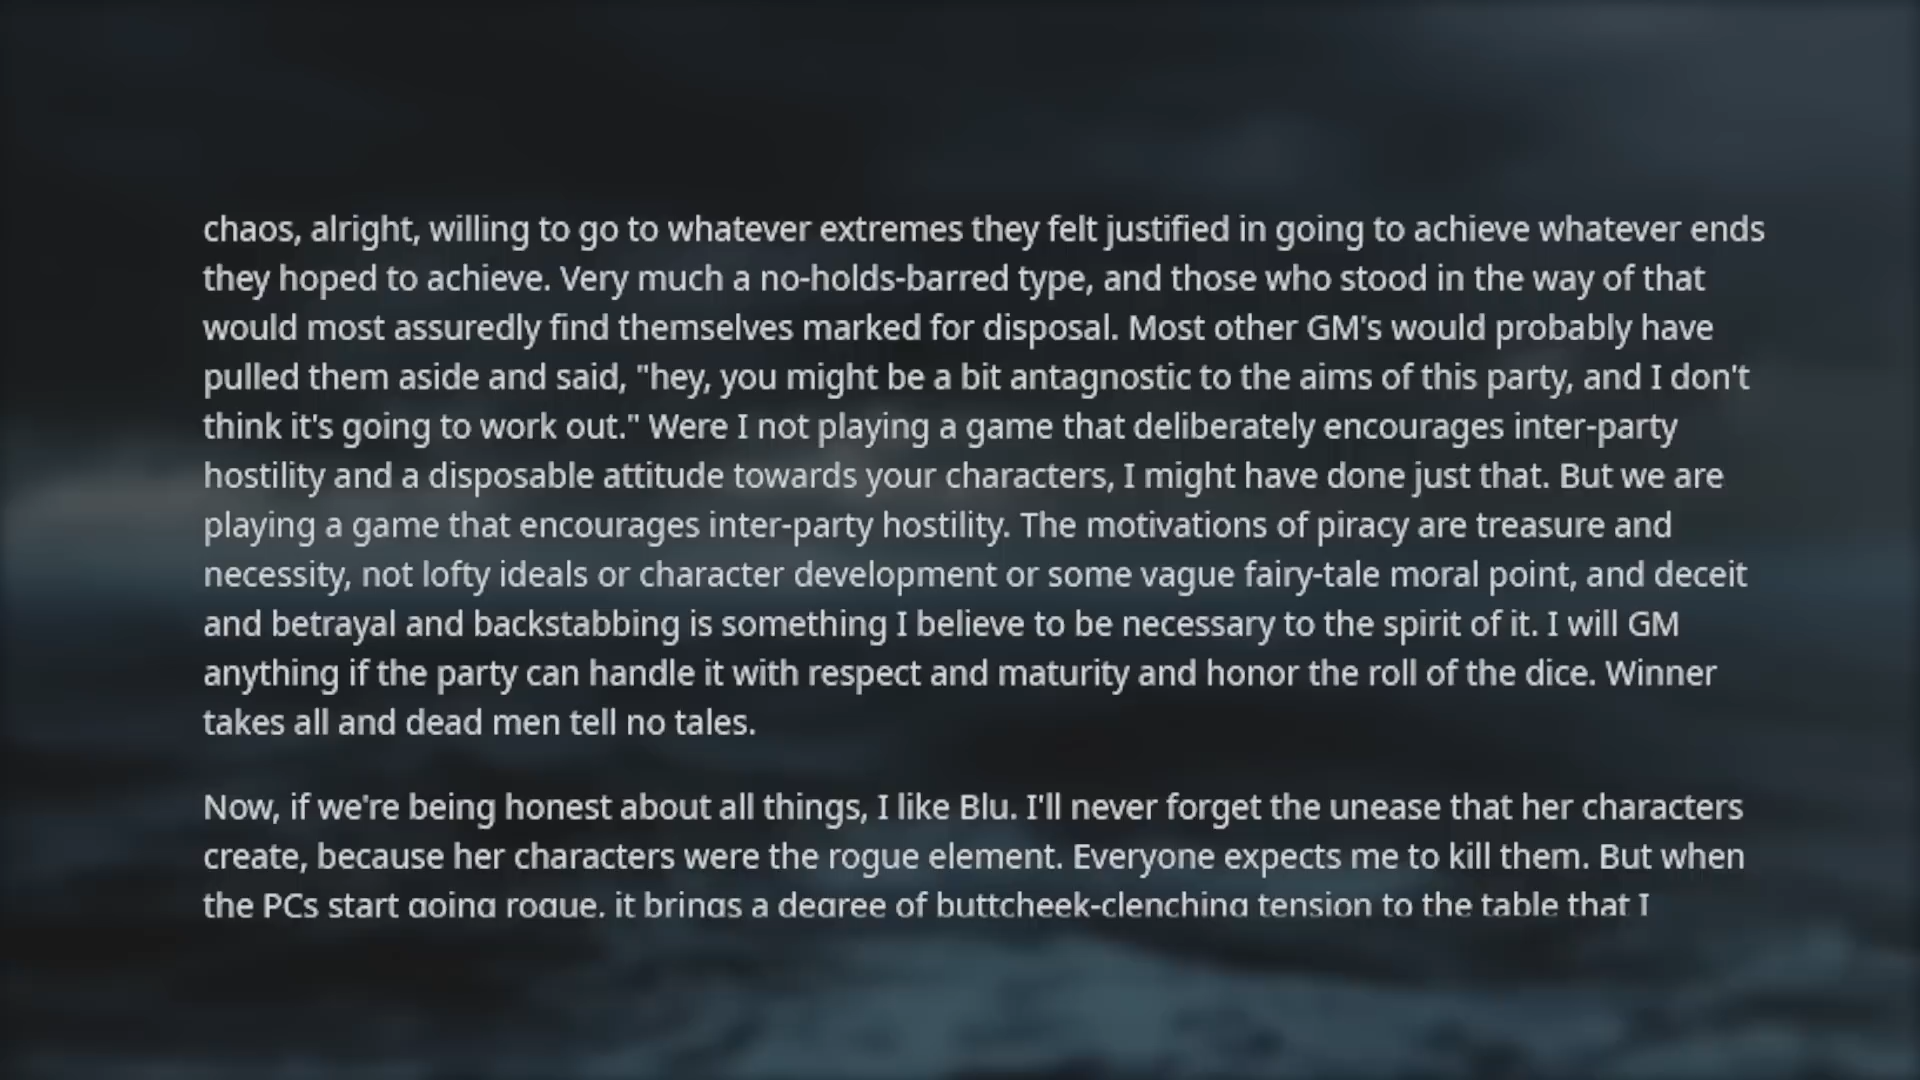 chaos, alright, willing to go to whatever extremes they felt justified in going to achieve whatever ends
they hoped to achieve. Very much a no-holds-barred type, and those who stood in the way of that
would most assuredly find themselves marked for disposal. Most other GM's would probably have
pulled them aside and said, "hey, you might be a bit antagnostic to the aims of this party, and I don't
think it's going to work out." Were I not playing a game that deliberately encourages inter-party
hostility and a disposable attitude towards your characters, I might have done just that. But we are
playing a game that encourages inter-party hostility. The motivations of piracy are treasure and
necessity, not lofty ideals or character development or some vague fairy-tale moral point, and deceit
and betrayal and backstabbing is something I believe to be necessary to the spirit of it. I will GM
anything if the party can handle it with respect and maturity and honor the roll of the dice. Winner
takes all and dead men tell no tales.
Now, if we're being honest about all things, I like Blu. I'll never forget the unease that her characters
create, because her characters were the rogue element. Everyone expects me to kill them. But when
the PCs start going rogue, it brings a degree of buttcheek-clenching tension to the table that I